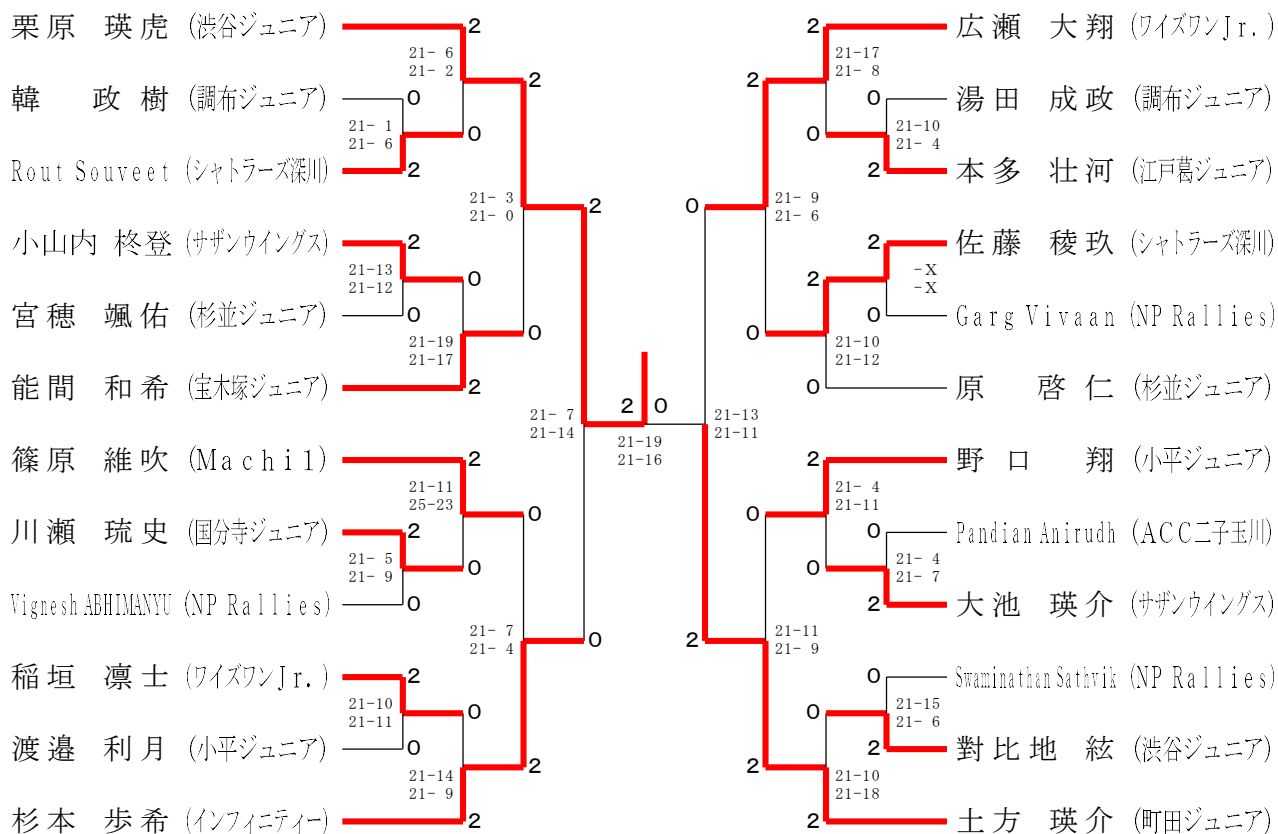 栗原 瑛虎 (渋谷ジュニア) 2
21- 6
21- 2
2
韓 政樹 (調布ジュニア) 0
21- 1
21- 6
0
Rout Souveet (シャトラーズ深川) 2
21- 3
21- 0
2
小山内 柊登 (サザンウイングス) 2
21-13
21-12
0
宮穂 颯佑 (杉並ジュニア) 0
21-19
21-17
0
能間 和希 (宝木塚ジュニア) 2
21- 7
21-14
篠原 維吹 (Machi1) 2
21-11
25-23
0
川瀬 琉史 (国分寺ジュニア) 2
21- 5
21- 9
0
Vignesh ABHIMANYU (NP Rallies) 0
21- 7
21- 4
0
稲垣 凛士 (ワイズワンJr.) 2
21-10
21-11
0
渡邉 利月 (小平ジュニア) 0
21-14
21- 9
2
杉本 歩希 (インフィニティー) 2
2 0
21-19
21-16
2 広瀬 大翔 (ワイズワンJr.)
21-17
21- 8
2
0 湯田 成政 (調布ジュニア)
21-10
21- 4
0
2 本多 壮河 (江戸葛ジュニア)
0
21- 9
21- 6
2 佐藤 稜玖 (シャトラーズ深川)
-X
-X
2
0 Garg Vivaan (NP Rallies)
0
21-10
21-12
0 原 啓仁 (杉並ジュニア)
21-13
21-11
2 野口 翔 (小平ジュニア)
21- 4
21-11
0
0 Pandian Anirudh (ACC二子玉川)
21- 4
21- 7
0
2 大池 瑛介 (サザンウイングス)
2
21-11
21- 9
0 Swaminathan Sathvik (NP Rallies)
21-15
21- 6
0
2 對比地 絃 (渋谷ジュニア)
2
21-10
21-18
2 土方 瑛介 (町田ジュニア)